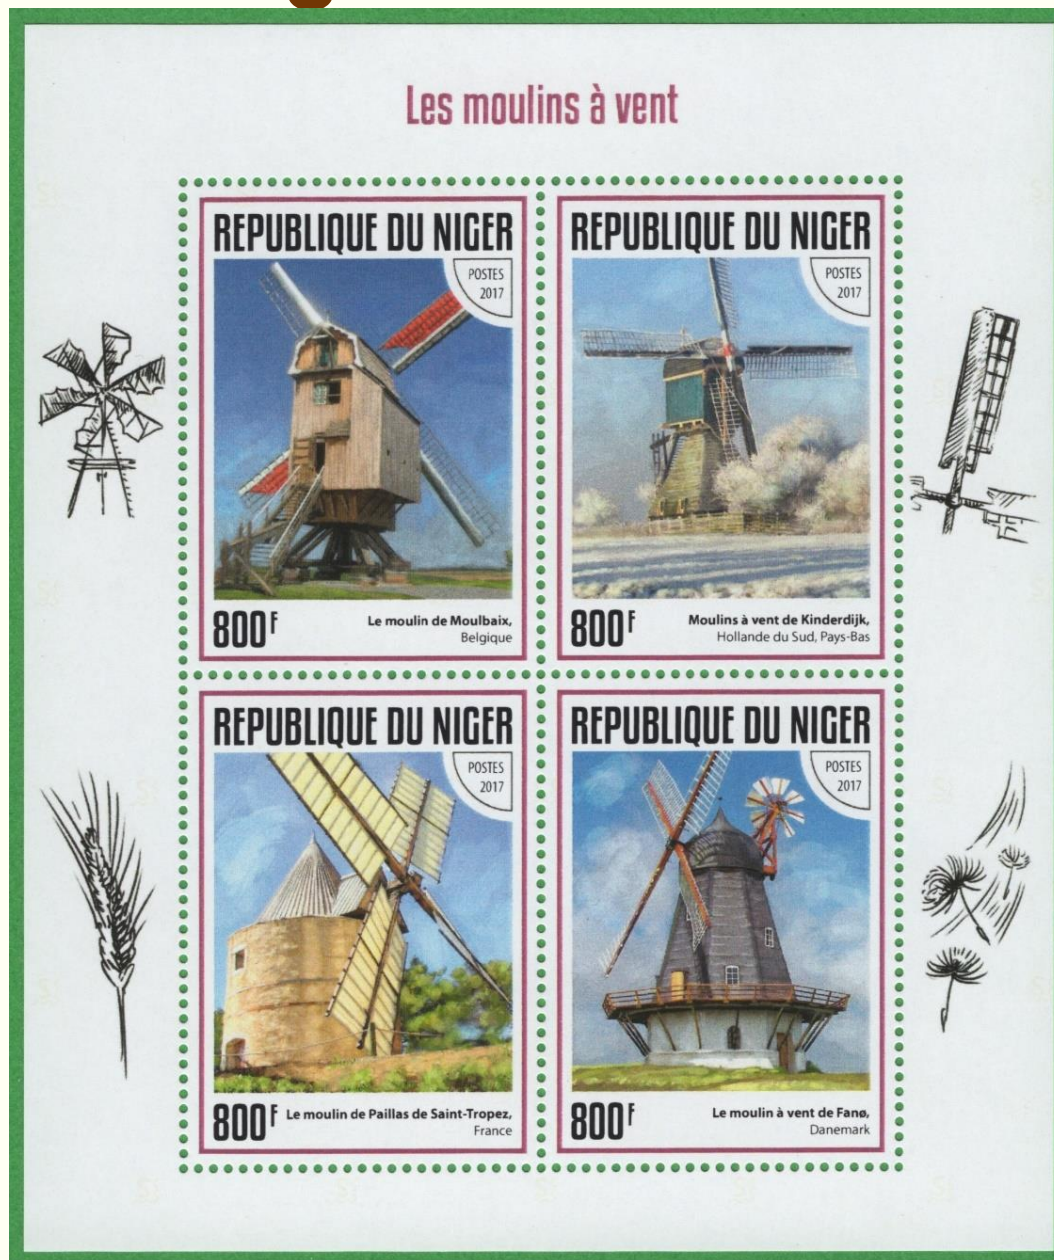 Les moulins à vent
REPUBLIQUE DU NIGER
POSTES
2017
800F
Le moulin de Moulbaix,
Belgique
REPUBLIQUE DU NIGER
POSTES
2017
800F
Moulins à vent de Kinderdijk,
Hollande du Sud, Pays-Bas
REPUBLIQUE DU NIGER
POSTES
2017
800F
Le moulin de Paillas de Saint-Tropez,
France
REPUBLIQUE DU NIGER
POSTES
2017
800F
Le moulin à vent de Fanø,
Danemark